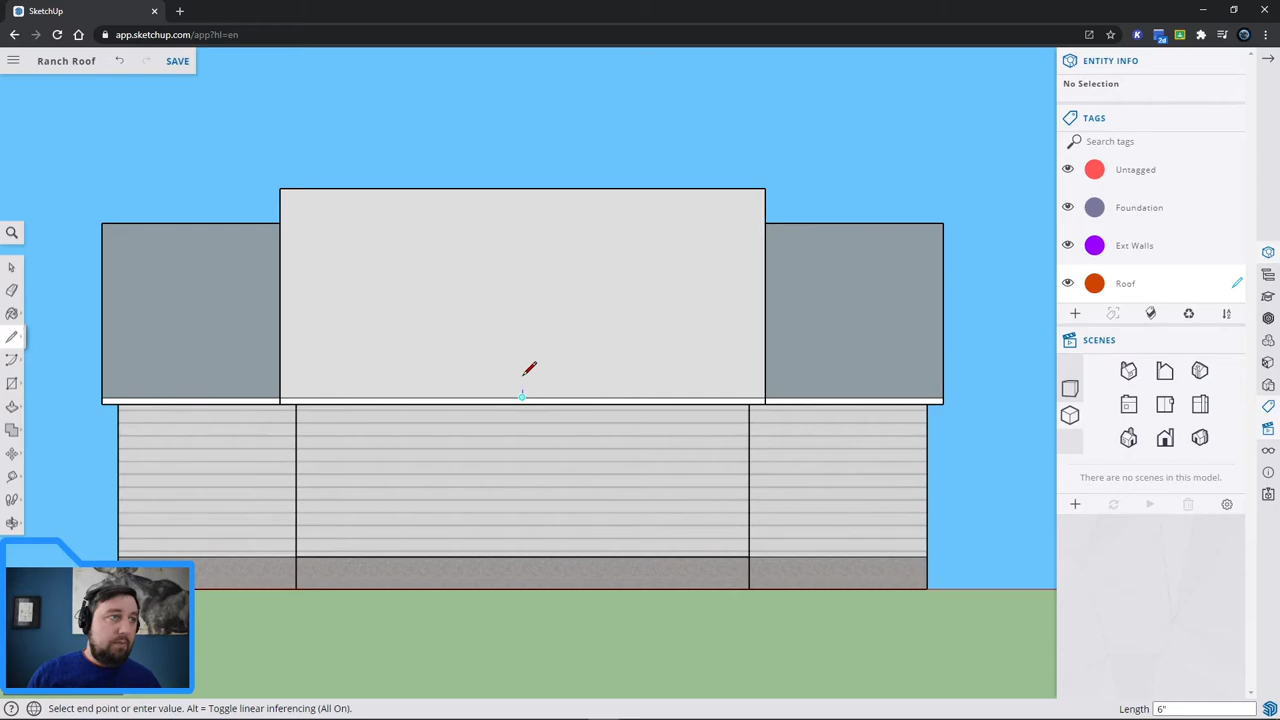 SketchUp
app.sketchup.com/app?hl=en
Ranch Roof
SAVE
ENTITY INFO
No Selection
TAGS
Search tags
Untagged
Foundation
Ext Walls
Roof
SCENES
There are no scenes in this model.
Select end point or enter value. Alt = Toggle linear inferencing (All On).
Length 6"